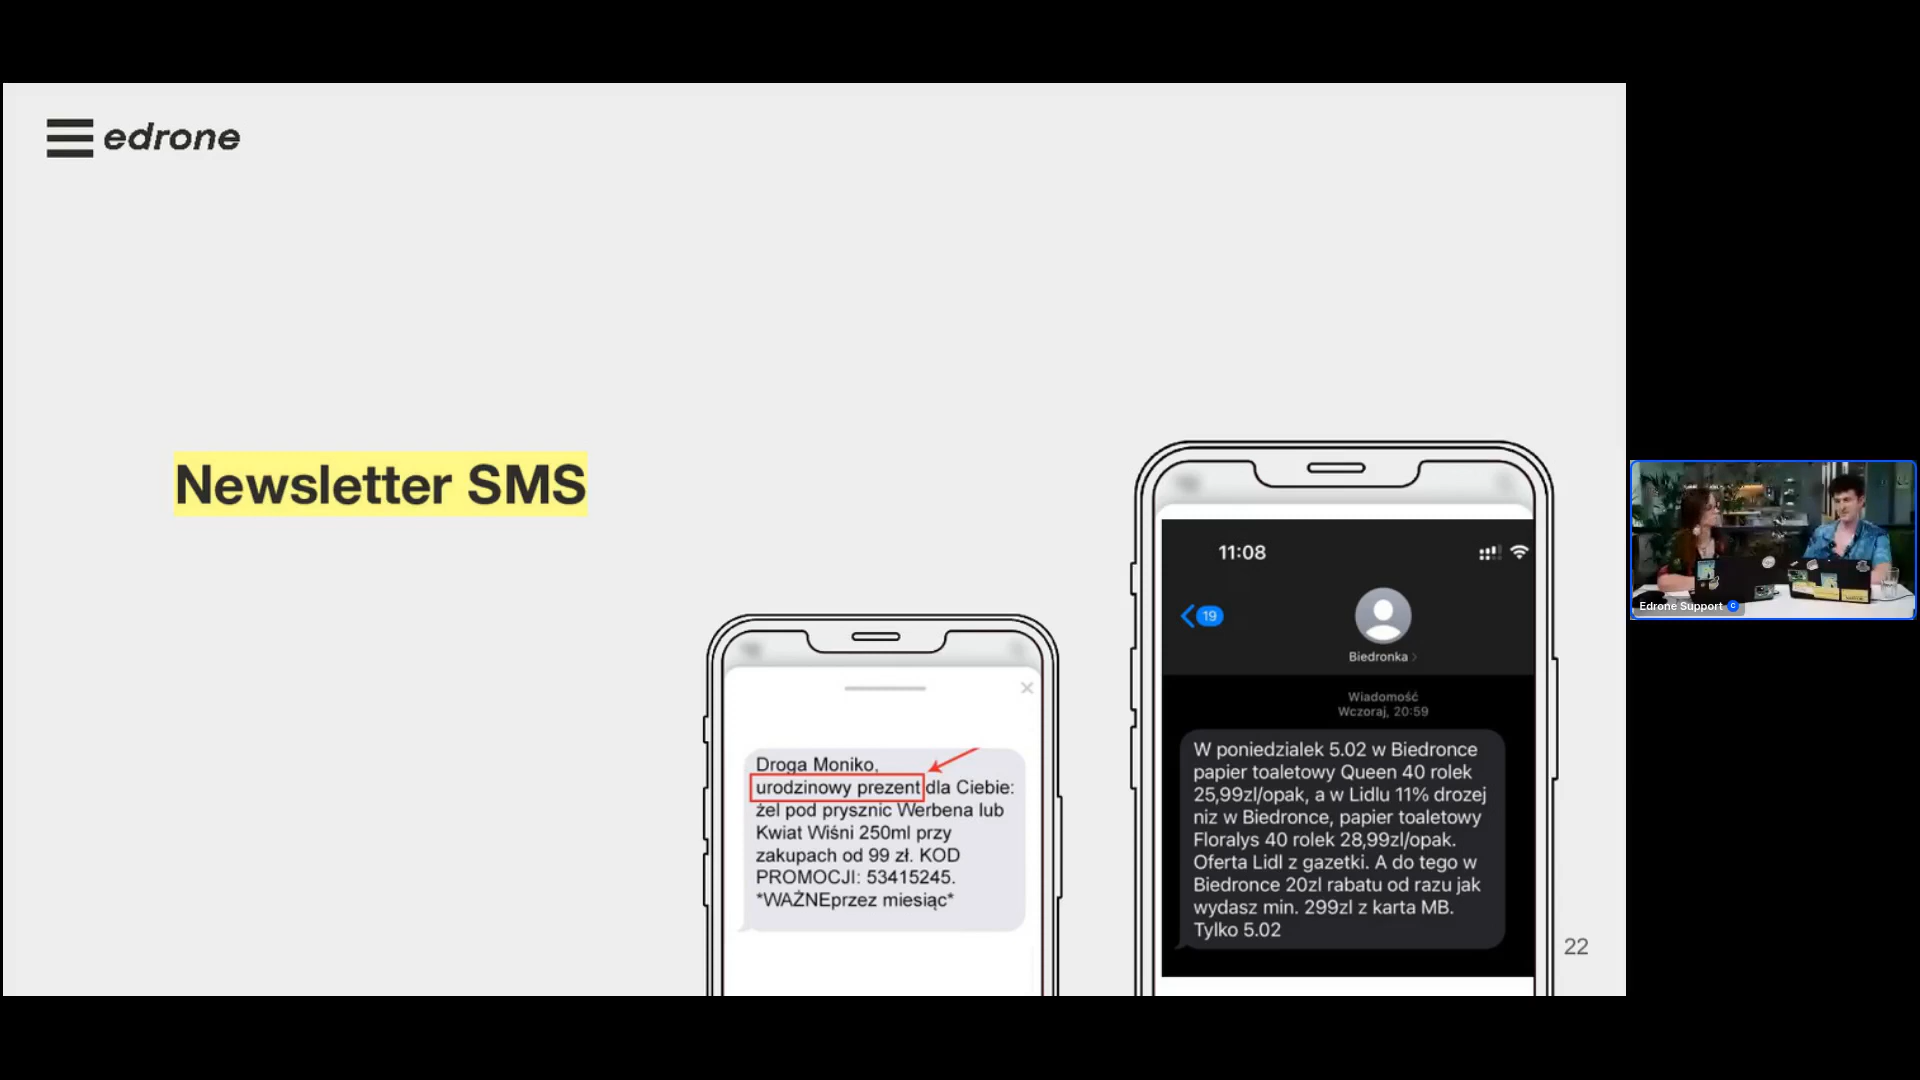 edrone
Newsletter SMS
Droga Moniko,
urodzinowy prezent dla Ciebie:
żel pod prysznic Werbena lub
Kwiat Wiśni 250ml przy
zakupach od 99 zł. KOD
PROMOCJI: 53415245.
*WAŻNEprzez miesiąc*
11:08
19
Biedronka
Wiadomość
Wczoraj, 20:59
W poniedzialek 5.02 w Biedronce
papier toaletowy Queen 40 rolek
25,99zl/opak, a w Lidlu 11% drozej
niz w Biedronce, papier toaletowy
Floralys 40 rolek 28,99zl/opak.
Oferta Lidl z gazetki. A do tego w
Biedronce 20zl rabatu od razu jak
wydasz min. 299zl z karta MB.
Tylko 5.02
22
Edrone Support